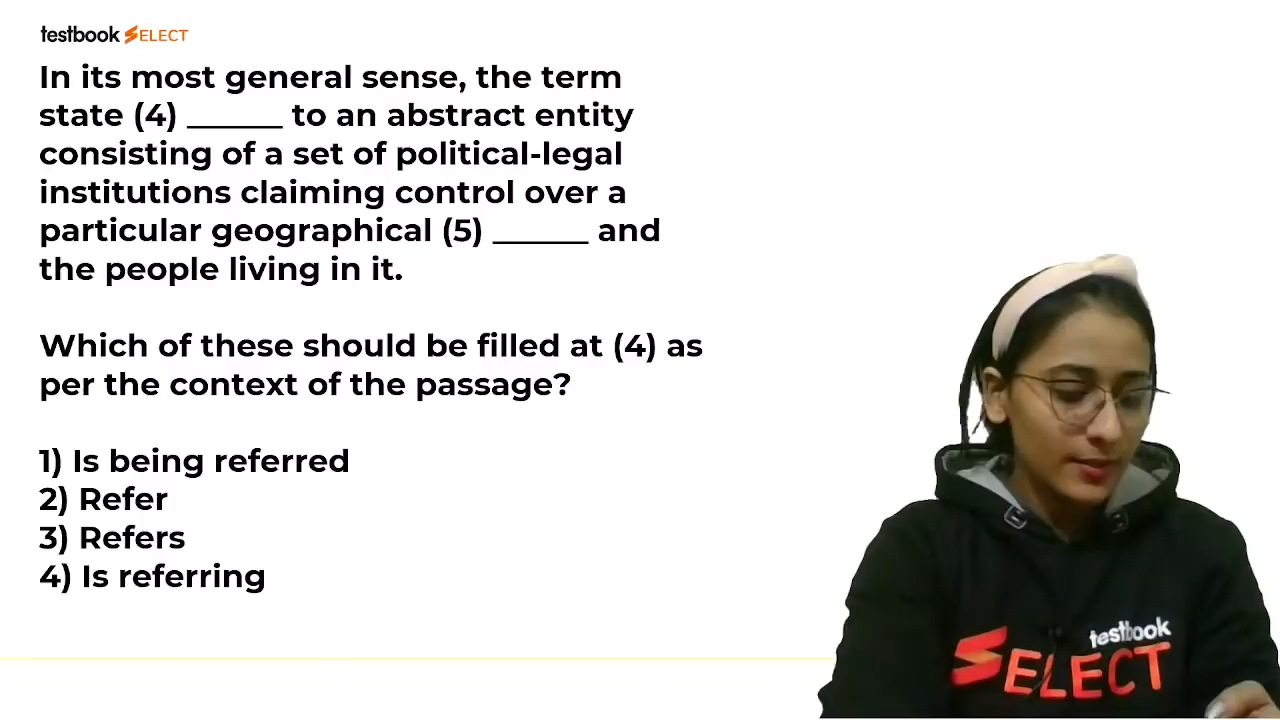 testbook SELECT
In its most general sense, the term
state (4) ______ to an abstract entity
consisting of a set of political-legal
institutions claiming control over a
particular geographical (5) ______ and
the people living in it.
Which of these should be filled at (4) as
per the context of the passage?
1) Is being referred
2) Refer
3) Refers
4) Is referring
testbook
SELECT